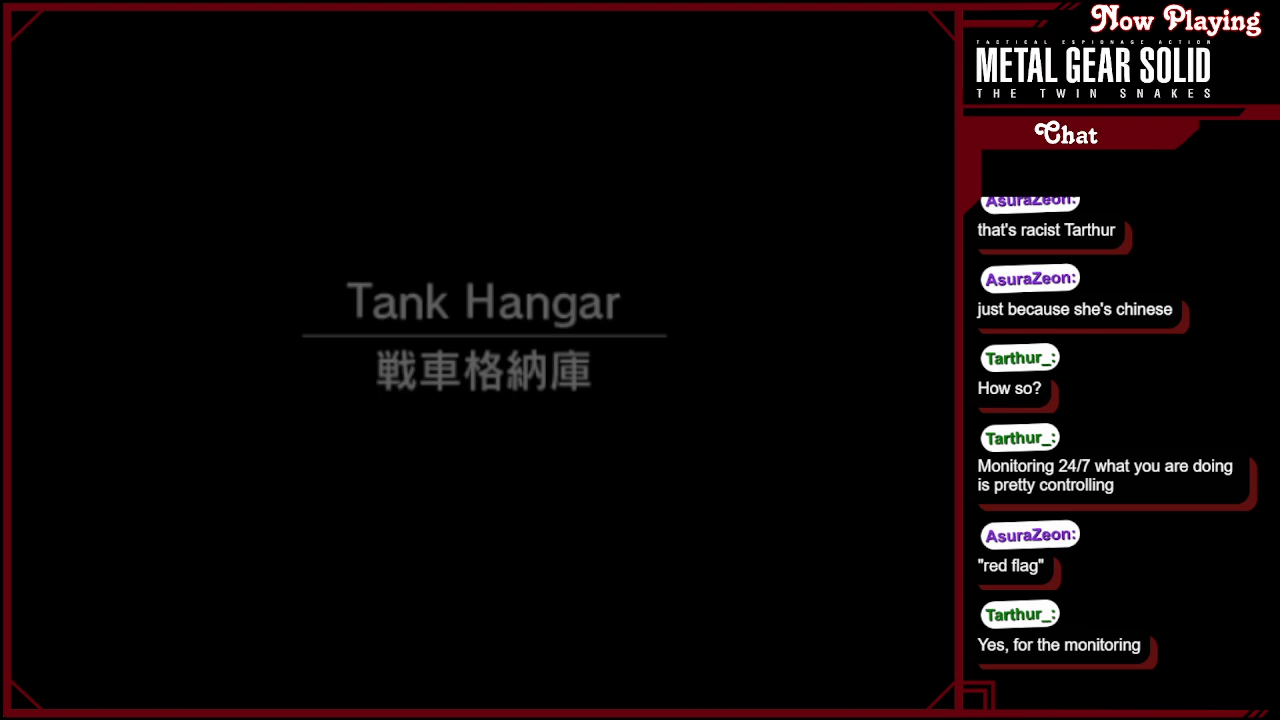 Tank Hangar
戦車格納庫
Now Playing
TACTICAL ESPIONAGE ACTION
METAL GEAR SOLID
THE TWIN SNAKES
Chat
AsuraZeon:
that's racist Tarthur
AsuraZeon:
just because she's chinese
Tarthur_:
How so?
Tarthur_:
Monitoring 24/7 what you are doing
is pretty controlling
AsuraZeon:
"red flag"
Tarthur_:
Yes, for the monitoring